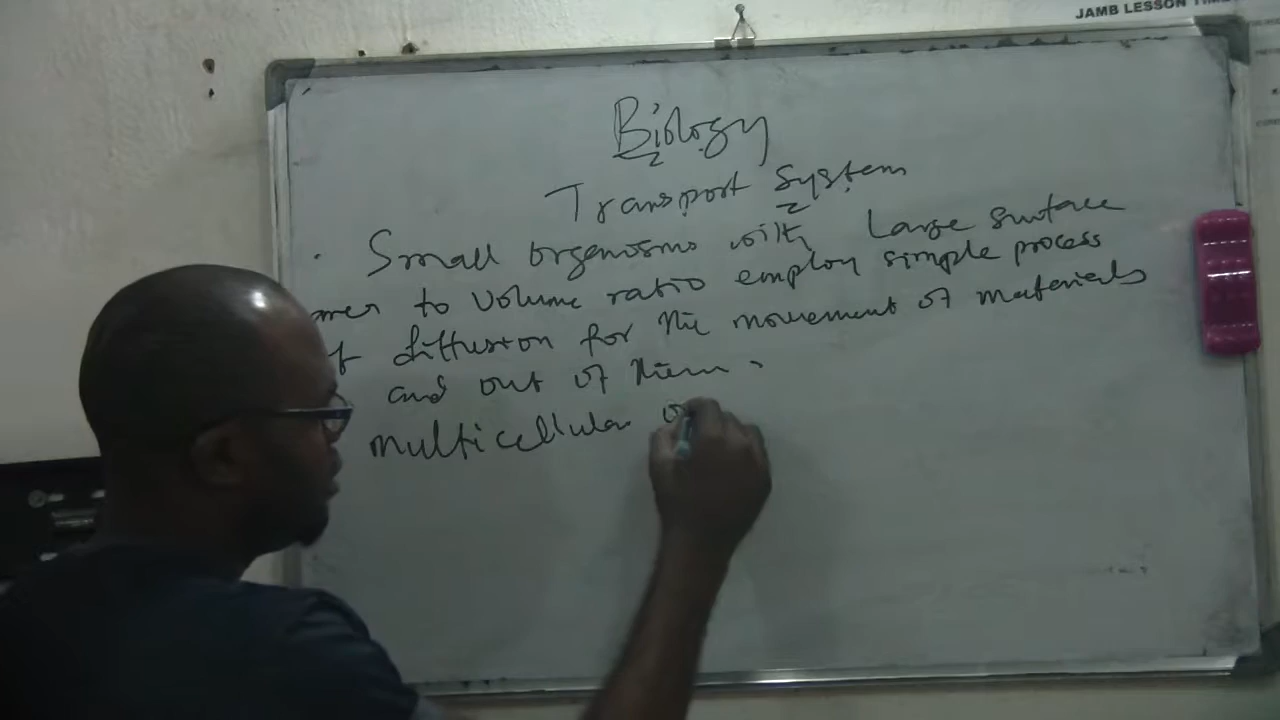 JAMB LESSON TIME
Biology
Transport System
. Small organisms with Large surface
to volume ratio employ simple process
of diffusion for the movement of materials
and out of them.
multicellular o